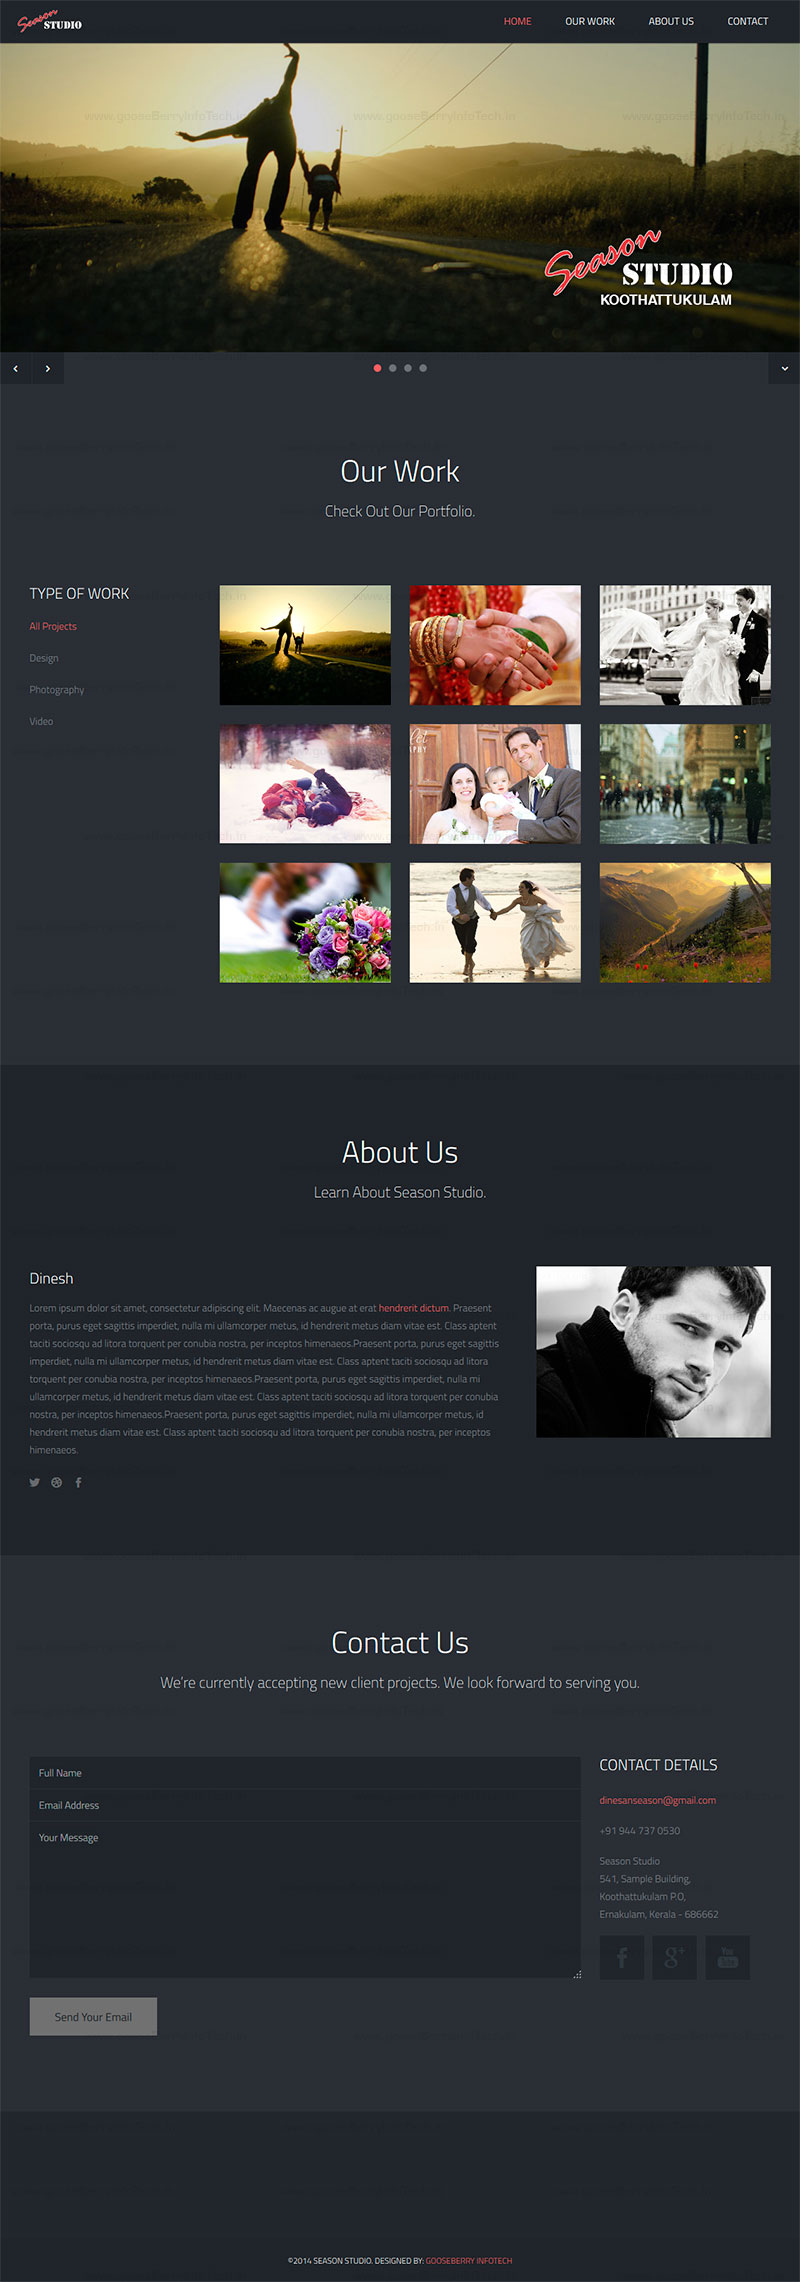 Season STUDIO
HOME OUR WORK ABOUT US CONTACT
www.gooseBerryInfoTech.in www.gooseBerryInfoTech.in www.gooseBerryInfoTech.in
Season
STUDIO
KOOTHATTUKULAM
Our Work
Check Out Our Portfolio.
TYPE OF WORK
All Projects
Design
Photography
Video
About Us
Learn About Season Studio.
Dinesh
Lorem ipsum dolor sit amet, consectetur adipiscing elit. Maecenas ac augue at erat hendrerit dictum. Praesent
porta, purus eget sagittis imperdiet, nulla mi ullamcorper metus, id hendrerit metus diam vitae est. Class aptent
taciti sociosqu ad litora torquent per conubia nostra, per inceptos himenaeos.Praesent porta, purus eget sagittis
imperdiet, nulla mi ullamcorper metus, id hendrerit metus diam vitae est. Class aptent taciti sociosqu ad litora
torquent per conubia nostra, per inceptos himenaeos.Praesent porta, purus eget sagittis imperdiet, nulla mi
ullamcorper metus, id hendrerit metus diam vitae est. Class aptent taciti sociosqu ad litora torquent per conubia
nostra, per inceptos himenaeos.Praesent porta, purus eget sagittis imperdiet, nulla mi ullamcorper metus, id
hendrerit metus diam vitae est. Class aptent taciti sociosqu ad litora torquent per conubia nostra, per inceptos
himenaeos.
Contact Us
We're currently accepting new client projects. We look forward to serving you.
Full Name
Email Address
Your Message
Send Your Email
CONTACT DETAILS
dinesanseason@gmail.com
+91 944 737 0530
Season Studio
541, Sample Building,
Koothattukulam P.O,
Ernakulam, Kerala - 686662
You Tube
©2014 SEASON STUDIO. DESIGNED BY: GOOSEBERRY INFOTECH